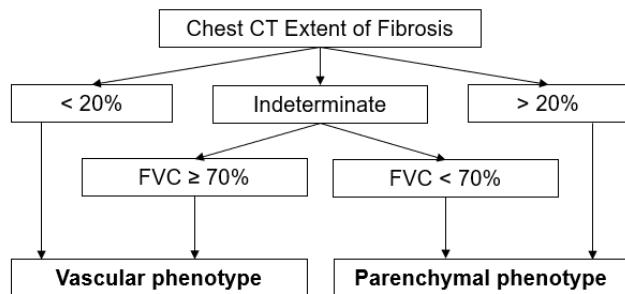 Chest CT Extent of Fibrosis
< 20%
Indeterminate
> 20%
FVC ≥ 70%
FVC < 70%
Vascular phenotype
Parenchymal phenotype